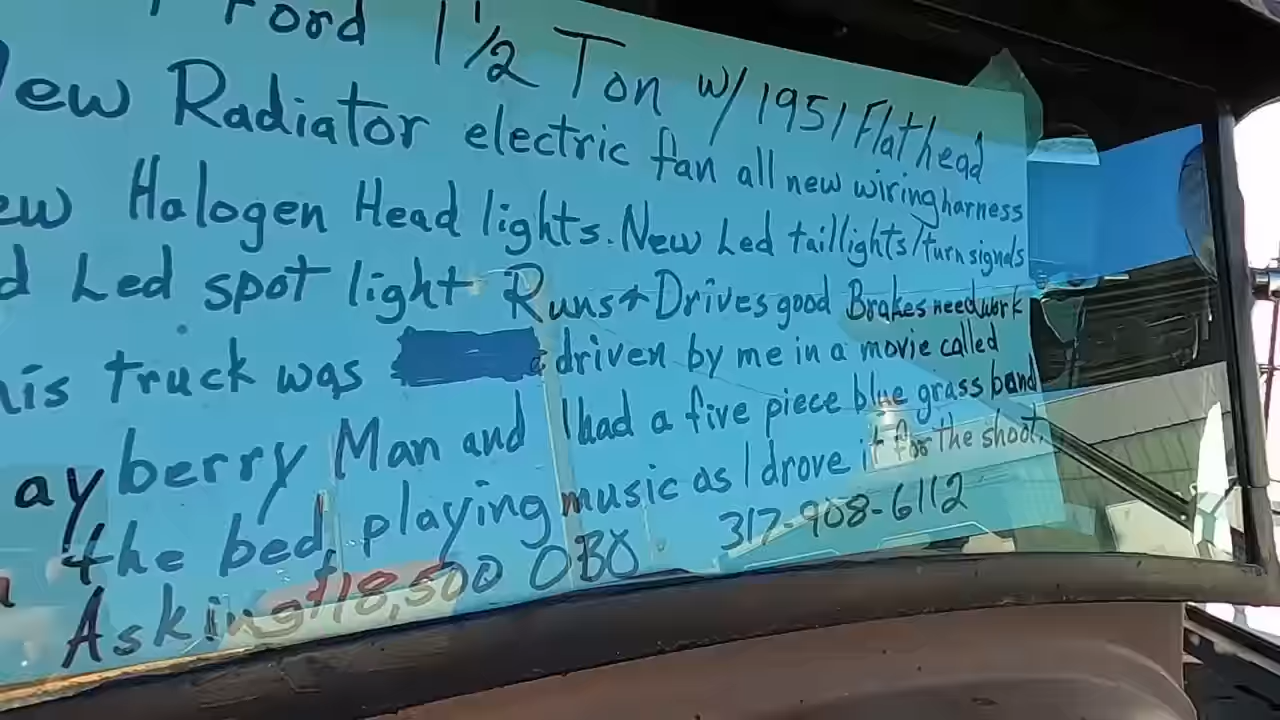 Ford 1 1/2 Ton w/ 1951 Flathead
ew Radiator electric fan all new wiring harness
ew Halogen Head lights. New Led taillights/turn signals
d Led spot light Runs + Drives good Brakes need work
his truck was driven by me in a movie called
ayberry Man and I had a five piece blue grass band
the bed, playing music as I drove it for the shoot.
Asking $18,500 OBO 317-908-6112